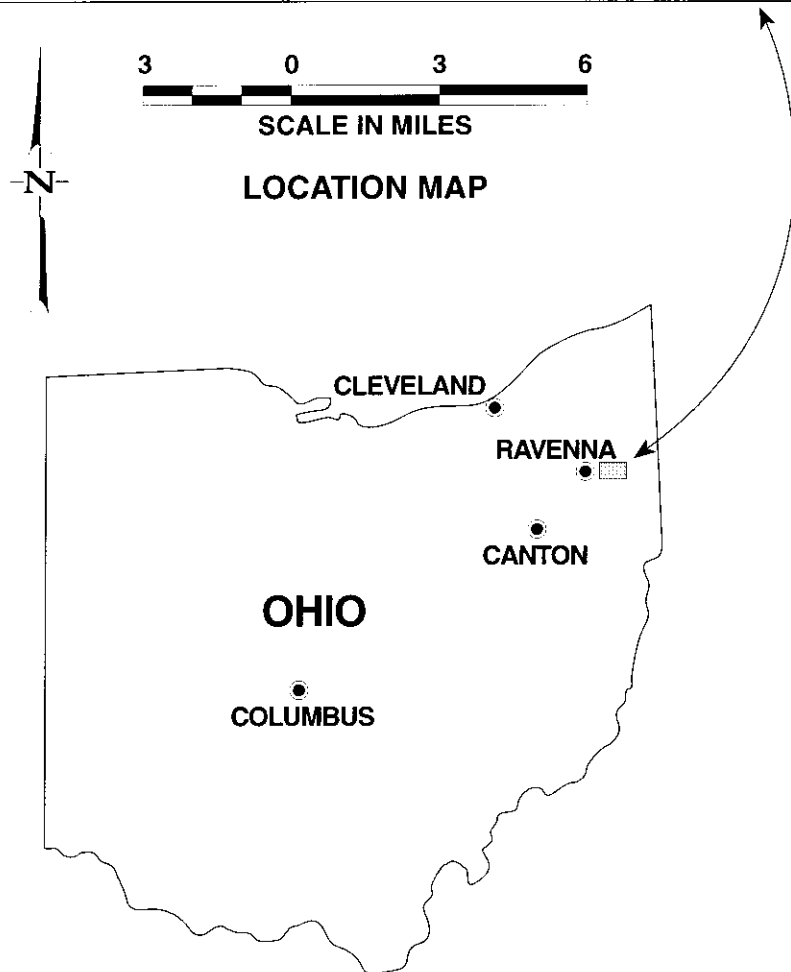 3 0 3 6
SCALE IN MILES
N
LOCATION MAP
CLEVELAND
RAVENNA
CANTON
OHIO
COLUMBUS